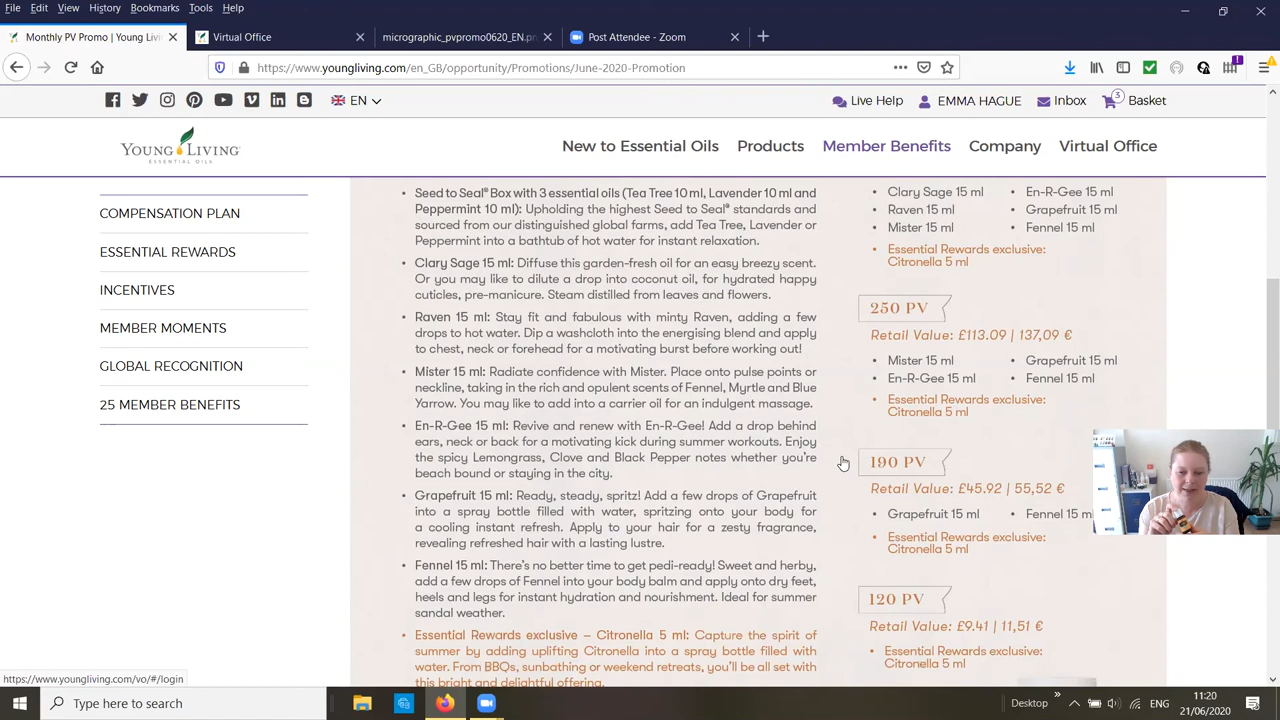 File Edit View History Bookmarks Tools Help
Monthly PV Promo | Young Livi
Virtual Office
micrographic_pvpromo0620_EN.pn
Post Attendee - Zoom
https://www.youngliving.com/en_GB/opportunity/Promotions/June-2020-Promotion
EN
Live Help
EMMA HAGUE
Inbox
3
Basket
YOUNG LIVING
ESSENTIAL OILS
New to Essential Oils
Products
Member Benefits
Company
Virtual Office
COMPENSATION PLAN
ESSENTIAL REWARDS
INCENTIVES
MEMBER MOMENTS
GLOBAL RECOGNITION
25 MEMBER BENEFITS
• Seed to Seal® Box with 3 essential oils (Tea Tree 10 ml, Lavender 10 ml and
Peppermint 10 ml): Upholding the highest Seed to Seal® standards and
sourced from our distinguished global farms, add Tea Tree, Lavender or
Peppermint into a bathtub of hot water for instant relaxation.
• Clary Sage 15 ml: Diffuse this garden-fresh oil for an easy breezy scent.
Or you may like to dilute a drop into coconut oil, for hydrated happy
cuticles, pre-manicure. Steam distilled from leaves and flowers.
• Raven 15 ml: Stay fit and fabulous with minty Raven, adding a few
drops to hot water. Dip a washcloth into the energising blend and apply
to chest, neck or forehead for a motivating burst before working out!
• Mister 15 ml: Radiate confidence with Mister. Place onto pulse points or
neckline, taking in the rich and opulent scents of Fennel, Myrtle and Blue
Yarrow. You may like to add into a carrier oil for an indulgent massage.
• En-R-Gee 15 ml: Revive and renew with En-R-Gee! Add a drop behind
ears, neck or back for a motivating kick during summer workouts. Enjoy
the spicy Lemongrass, Clove and Black Pepper notes whether you're
beach bound or staying in the city.
• Grapefruit 15 ml: Ready, steady, spritz! Add a few drops of Grapefruit
into a spray bottle filled with water, spritzing onto your body for
a cooling instant refresh. Apply to your hair for a zesty fragrance,
revealing refreshed hair with a lasting lustre.
• Fennel 15 ml: There's no better time to get pedi-ready! Sweet and herby,
add a few drops of Fennel into your body balm and apply onto dry feet,
heels and legs for instant hydration and nourishment. Ideal for summer
sandal weather.
• Essential Rewards exclusive – Citronella 5 ml: Capture the spirit of
summer by adding uplifting Citronella into a spray bottle filled with
water. From BBQs, sunbathing or weekend retreats, you'll be all set with
this bright and delightful offering.
• Clary Sage 15 ml • En-R-Gee 15 ml
• Raven 15 ml • Grapefruit 15 ml
• Mister 15 ml • Fennel 15 ml
• Essential Rewards exclusive:
Citronella 5 ml
250 PV
Retail Value: £113.09 | 137,09 €
• Mister 15 ml • Grapefruit 15 ml
• En-R-Gee 15 ml • Fennel 15 ml
• Essential Rewards exclusive:
Citronella 5 ml
190 PV
Retail Value: £45.92 | 55,52 €
• Grapefruit 15 ml • Fennel 15 m
• Essential Rewards exclusive:
Citronella 5 ml
120 PV
Retail Value: £9.41 | 11,51 €
• Essential Rewards exclusive:
Citronella 5 ml
https://www.youngliving.com/vo/#/login
Type here to search
Desktop
ENG
11:20
21/06/2020